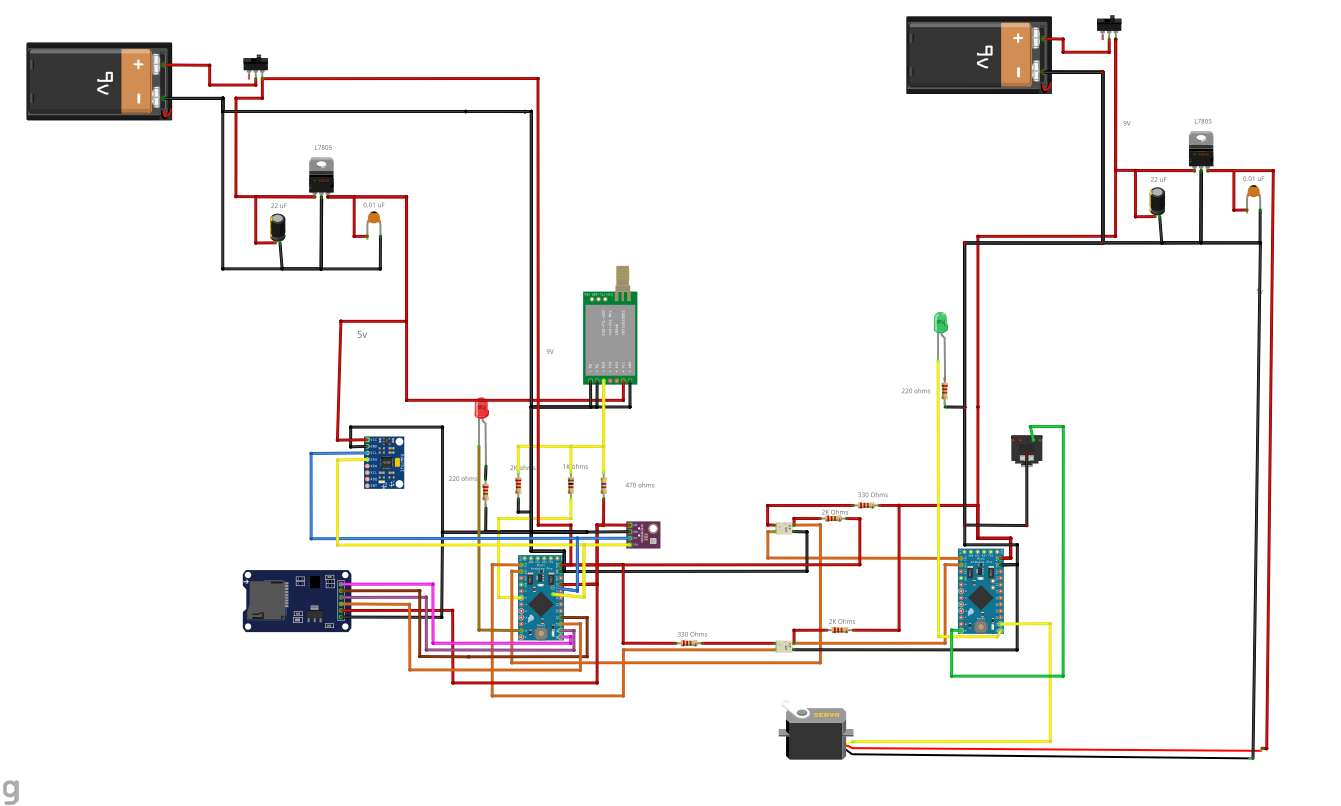 9V
9V
L7805
22 uF
0.01 uF
L7805
9V
22 uF
0.01 uF
5v
9V
220 ohms
220 ohms
2K ohms
1K ohms
470 ohms
330 Ohms
2K Ohms
2K Ohms
330 Ohms
SERVO
g